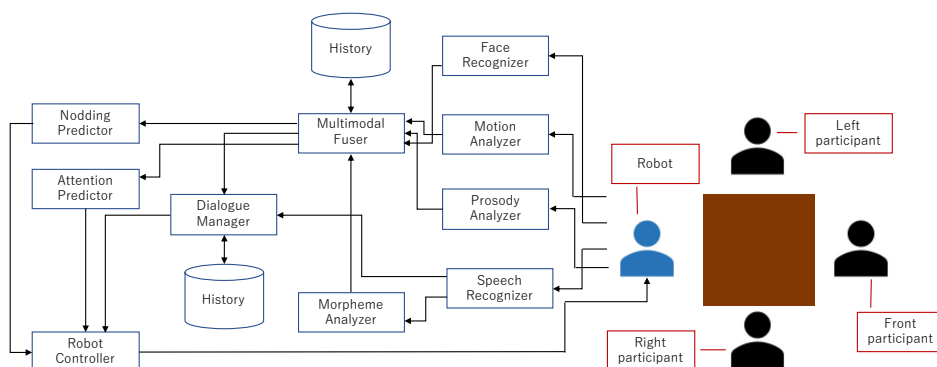 History
Face
Recognizer
Nodding
Predictor
Multimodal
Fuser
Motion
Analyzer
Left
participant
Robot
Attention
Predictor
Dialogue
Manager
Prosody
Analyzer
History
Morpheme
Analyzer
Speech
Recognizer
Robot
Controller
Right
participant
Front
participant